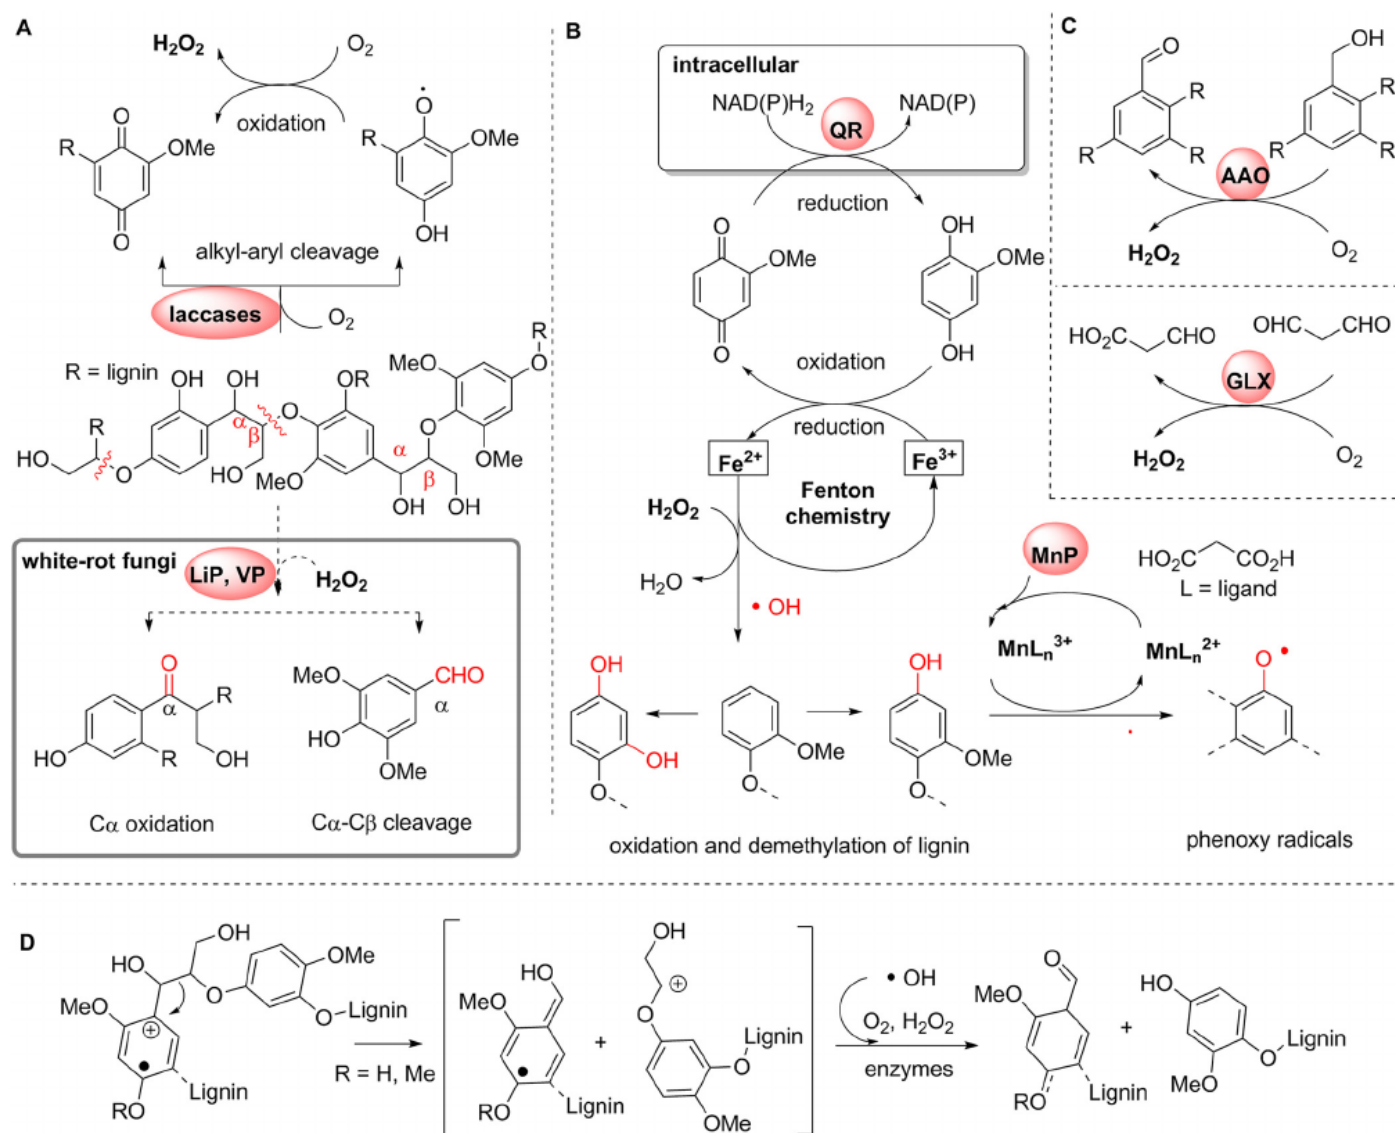 A
H₂O₂
O₂
oxidation
O
O
R
OMe
O
•
O
R
OMe
OH
alkyl-aryl cleavage
laccases
O₂
R = lignin
OH
OH
α
β
R
HO
O
HO
O
OR
MeO
α
OH
β
OH
O
MeO
OMe
O
R
white-rot fungi
LiP, VP
H₂O₂
O
α
R
HO
R
OH
MeO
CHO
α
HO
OMe
Cα oxidation
Cα-Cβ cleavage
B
intracellular
NAD(P)H₂
QR
NAD(P)
reduction
O
OMe
O
OH
OMe
OH
oxidation
reduction
Fe²⁺
Fe³⁺
Fenton
chemistry
H₂O₂
H₂O
• OH
OH
OH
O
OMe
O
OH
OMe
O
oxidation and demethylation of lignin
MnP
HO₂C
CO₂H
L = ligand
MnLₙ³⁺
MnLₙ²⁺
O •
phenoxy radicals
C
O
R
R
R
OH
R
R
R
AAO
H₂O₂
O₂
HO₂C
CHO
OHC
CHO
GLX
H₂O₂
O₂
D
OH
HO
MeO
O
OMe
O
Lignin
⊕
•
RO
Lignin
R = H, Me
HO
MeO
•
RO
Lignin
+
OH
⊕
O
Lignin
O
OMe
• OH
O₂, H₂O₂
enzymes
O
MeO
RO
Lignin
+
HO
MeO
O
Lignin